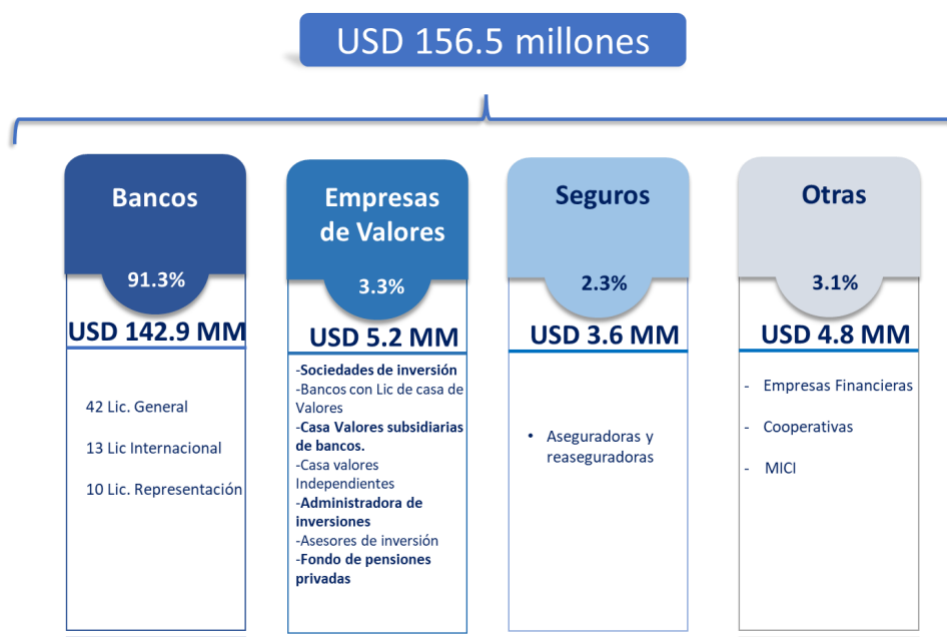 USD 156.5 millones
Bancos
91.3%
USD 142.9 MM
42 Lic. General
13 Lic Internacional
10 Lic. Representación
Empresas
de Valores
3.3%
USD 5.2 MM
-Sociedades de inversión
-Bancos con Lic de casa de
Valores
-Casa Valores subsidiarias
de bancos.
-Casa valores
Independientes
-Administradora de
inversiones
-Asesores de inversión
-Fondo de pensiones
privadas
Seguros
2.3%
USD 3.6 MM
• Aseguradoras y
reaseguradoras
Otras
3.1%
USD 4.8 MM
- Empresas Financieras
- Cooperativas
- MICI